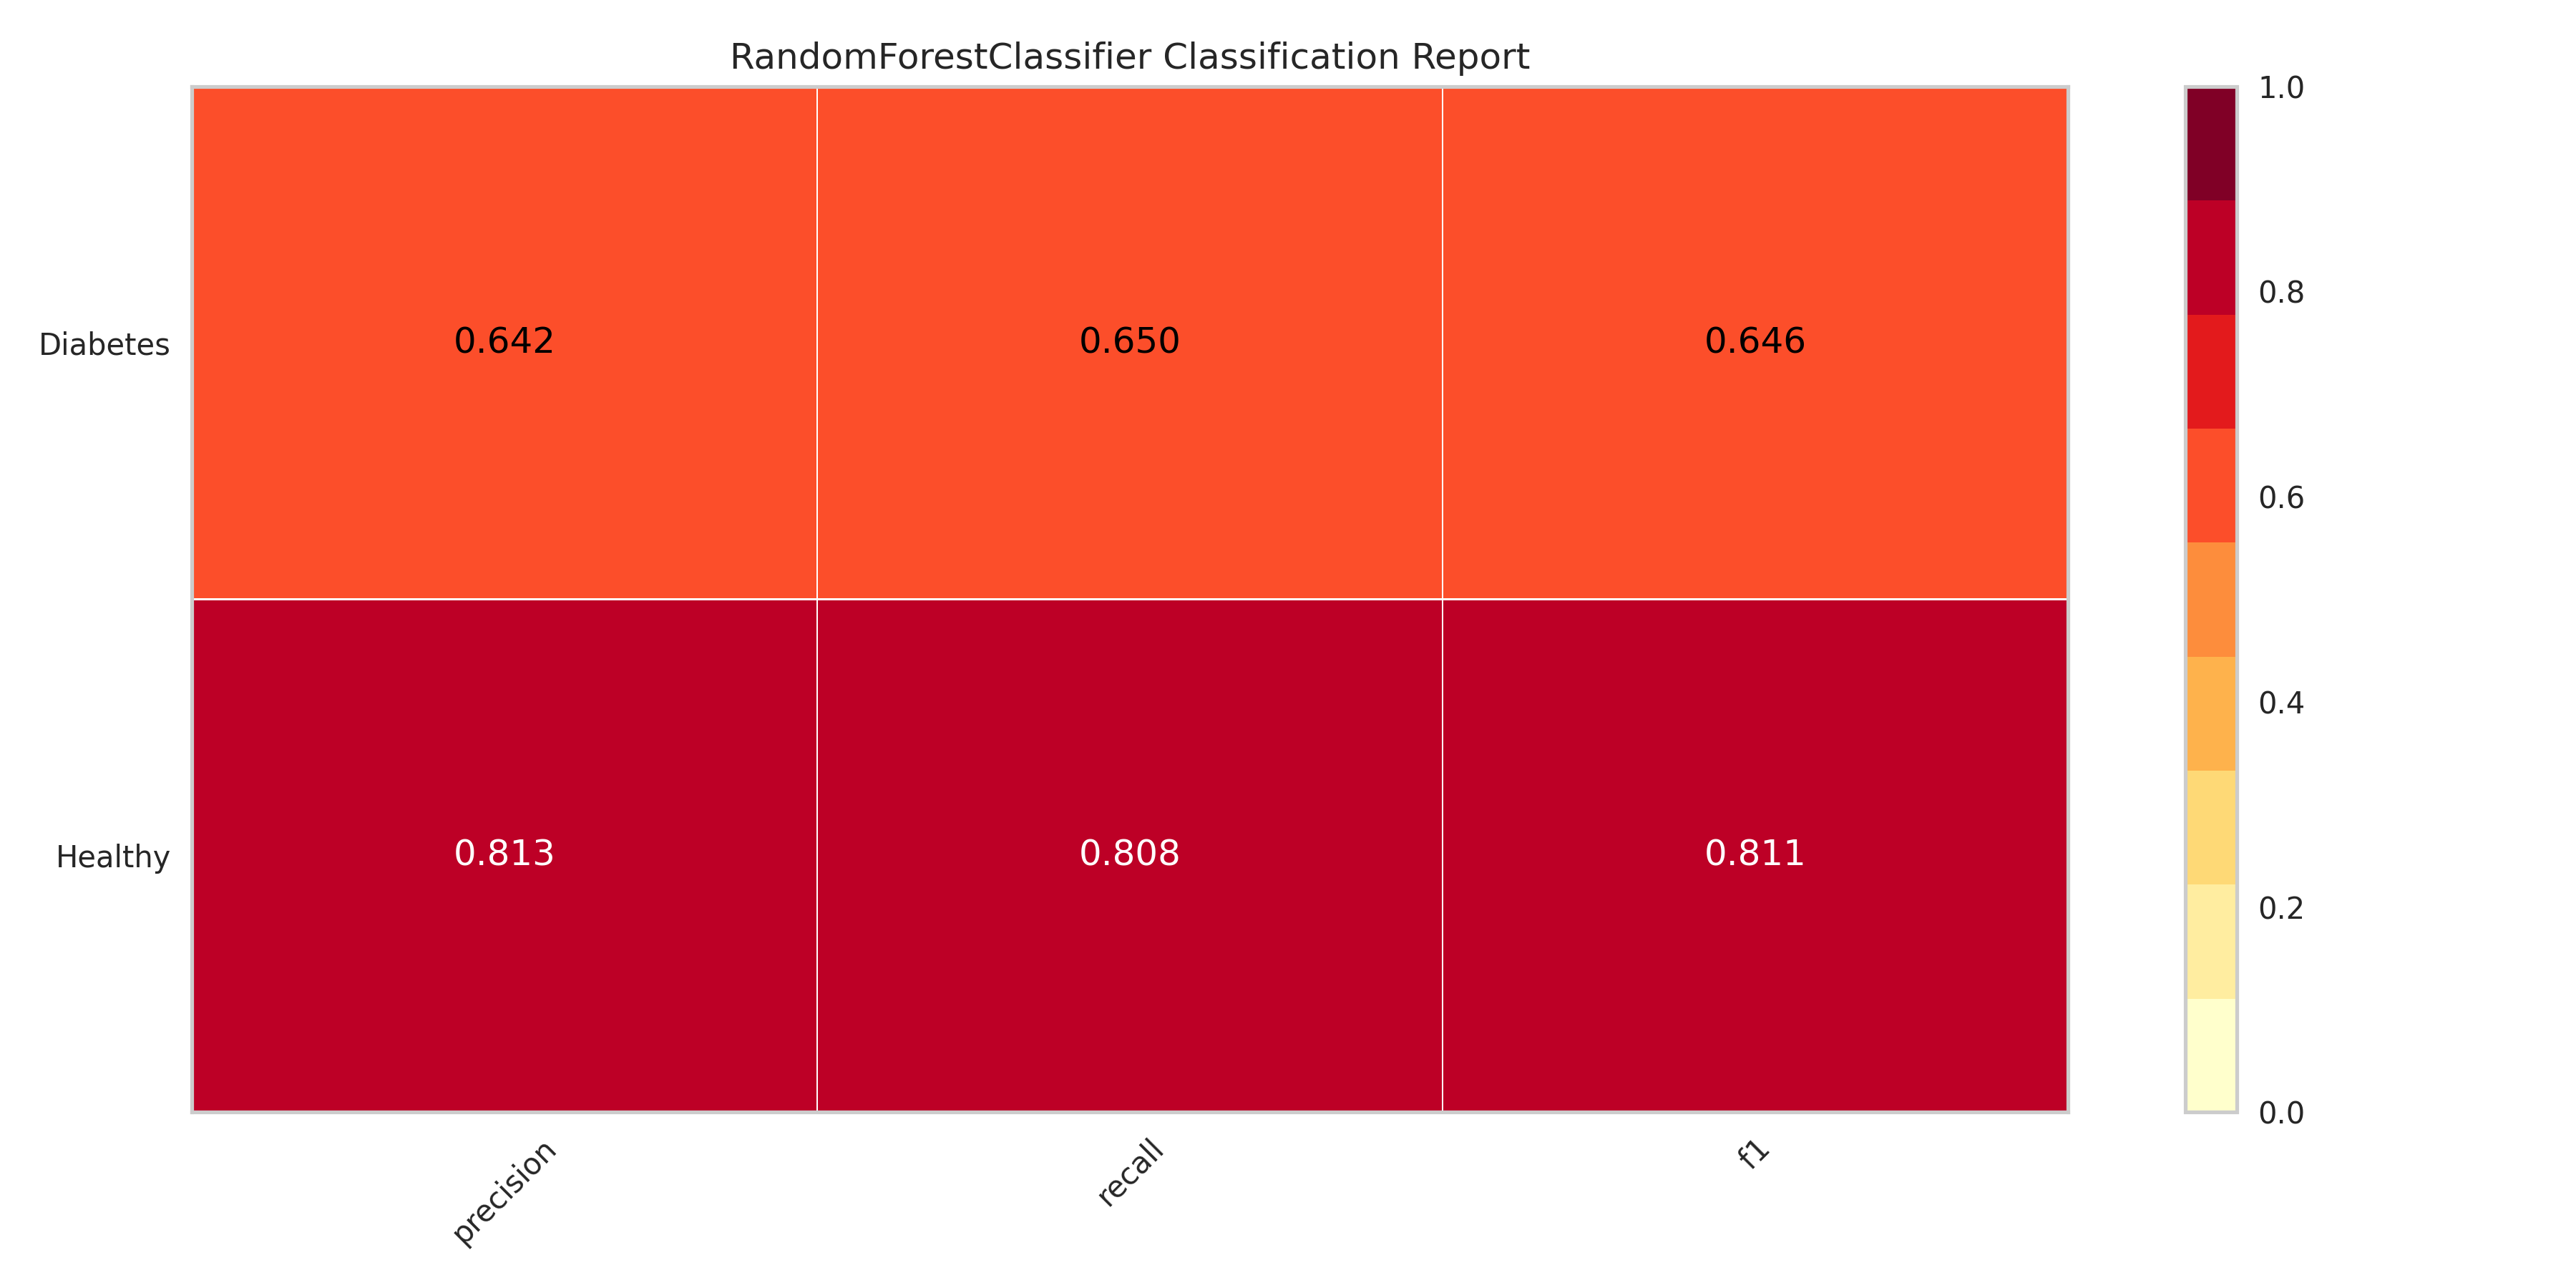 RandomForestClassifier Classification Report
Diabetes 0.642 0.650 0.646
Healthy 0.813 0.808 0.811
precision recall f1
1.0
0.8
0.6
0.4
0.2
0.0